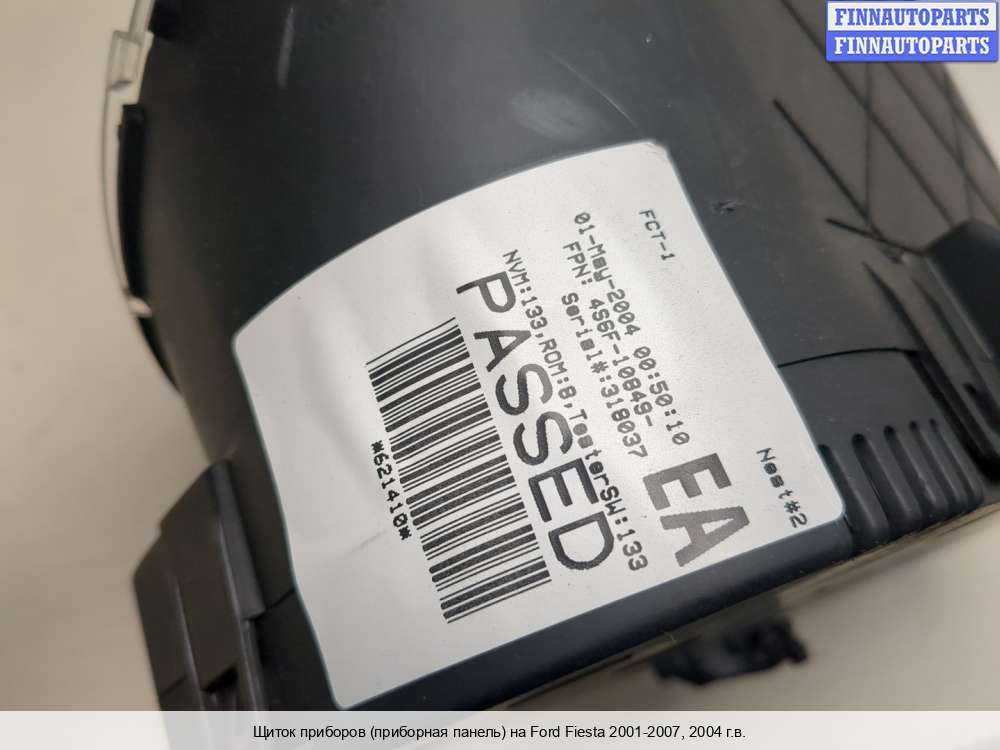 FINNAUTOPARTS
FINNAUTOPARTS
FCT-1
Nest#2
01-May-2004 00:50:10
FPN: 4S6F-10849-
EA
Serial#:318037
NVM:133,ROM:8,TesterSW:133
PASSED
*621410*
Щиток приборов (приборная панель) на Ford Fiesta 2001-2007, 2004 г.в.